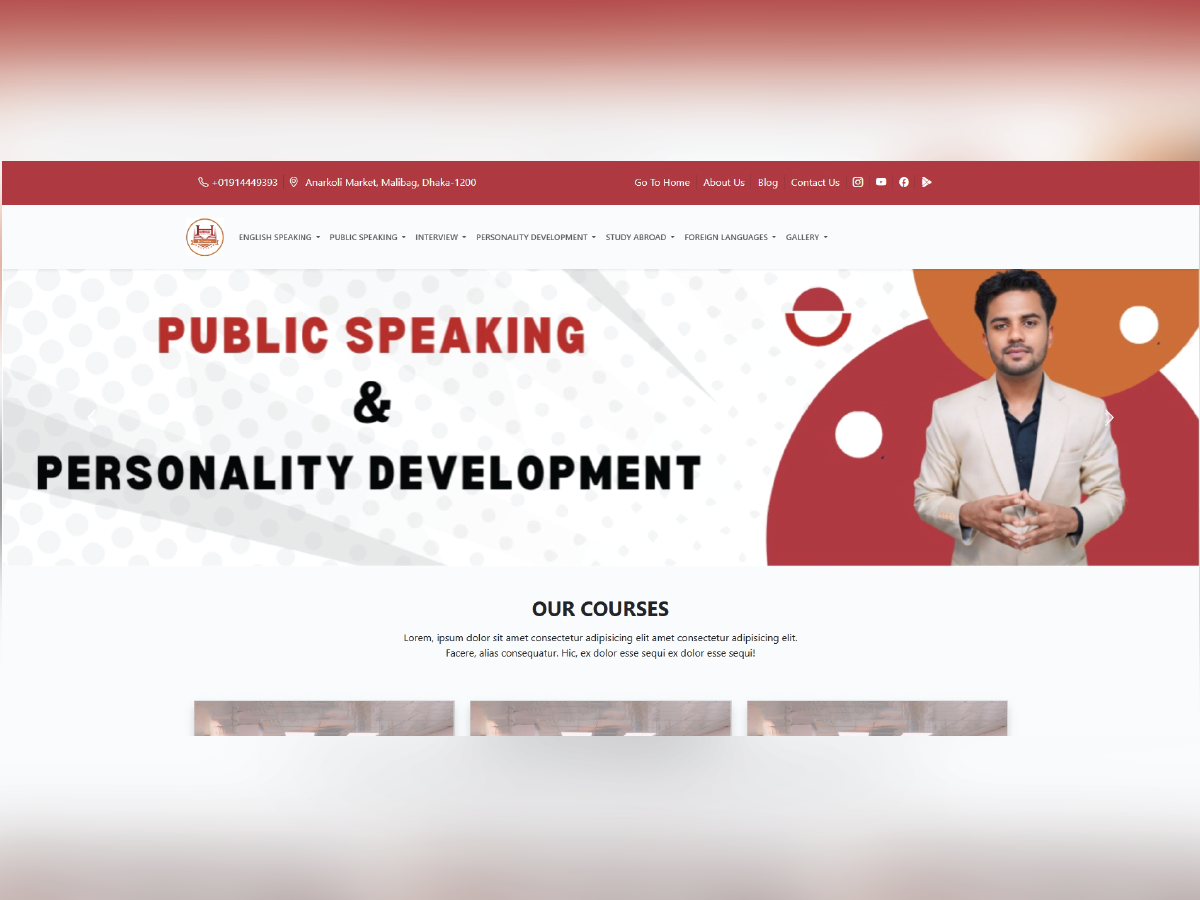 +01914449393 Anarkoli Market, Malibag, Dhaka-1200 Go To Home About Us Blog Contact Us
ENGLISH SPEAKING PUBLIC SPEAKING INTERVIEW PERSONALITY DEVELOPMENT STUDY ABROAD FOREIGN LANGUAGES GALLERY
PUBLIC SPEAKING
&
PERSONALITY DEVELOPMENT
OUR COURSES
Lorem, ipsum dolor sit amet consectetur adipisicing elit amet consectetur adipisicing elit.
Facere, alias consequatur. Hic, ex dolor esse sequi ex dolor esse sequi!